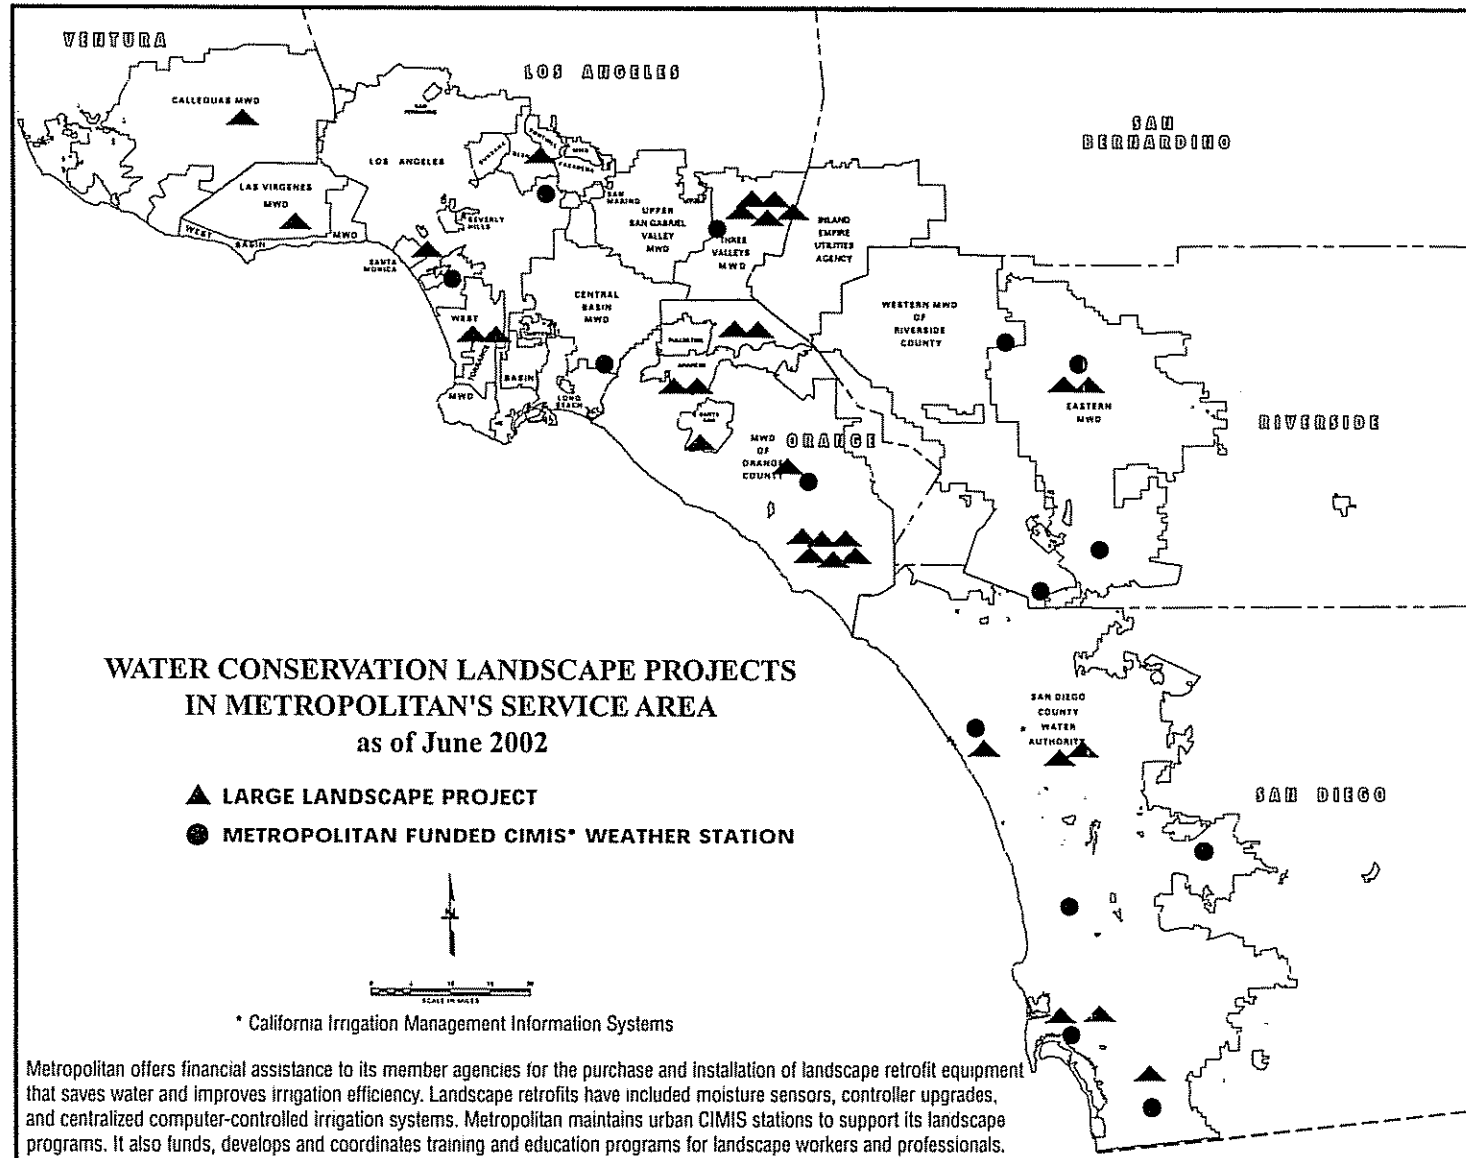 VENTURA
LOS ANGELES
SAN
BERNARDINO
CALLEGUAS MWD
LOS ANGELES
LAS VIRGENES
MWD
WEST
BASIN
MWD
BEVERLY
HILLS
SANTA
MONICA
SAN
MARINO
UPPER
SAN GABRIEL
VALLEY
MWD
THREE
VALLEYS
MWD
INLAND
EMPIRE
UTILITIES
AGENCY
CENTRAL
BASIN
MWD
WESTERN MWD
OF
RIVERSIDE
COUNTY
WEST
TORRANCE
BASIN
MWD
LONG
BEACH
EASTERN
MWD
RIVERSIDE
MWD
OF
ORANGE
COUNTY
ORANGE
WATER CONSERVATION LANDSCAPE PROJECTS
IN METROPOLITAN'S SERVICE AREA
as of June 2002
LARGE LANDSCAPE PROJECT
METROPOLITAN FUNDED CIMIS* WEATHER STATION
SAN DIEGO
COUNTY
WATER
AUTHORITY
SAN DIEGO
N
SCALE IN MILES
* California Irrigation Management Information Systems
Metropolitan offers financial assistance to its member agencies for the purchase and installation of landscape retrofit equipment
that saves water and improves irrigation efficiency. Landscape retrofits have included moisture sensors, controller upgrades,
and centralized computer-controlled irrigation systems. Metropolitan maintains urban CIMIS stations to support its landscape
programs. It also funds, develops and coordinates training and education programs for landscape workers and professionals.